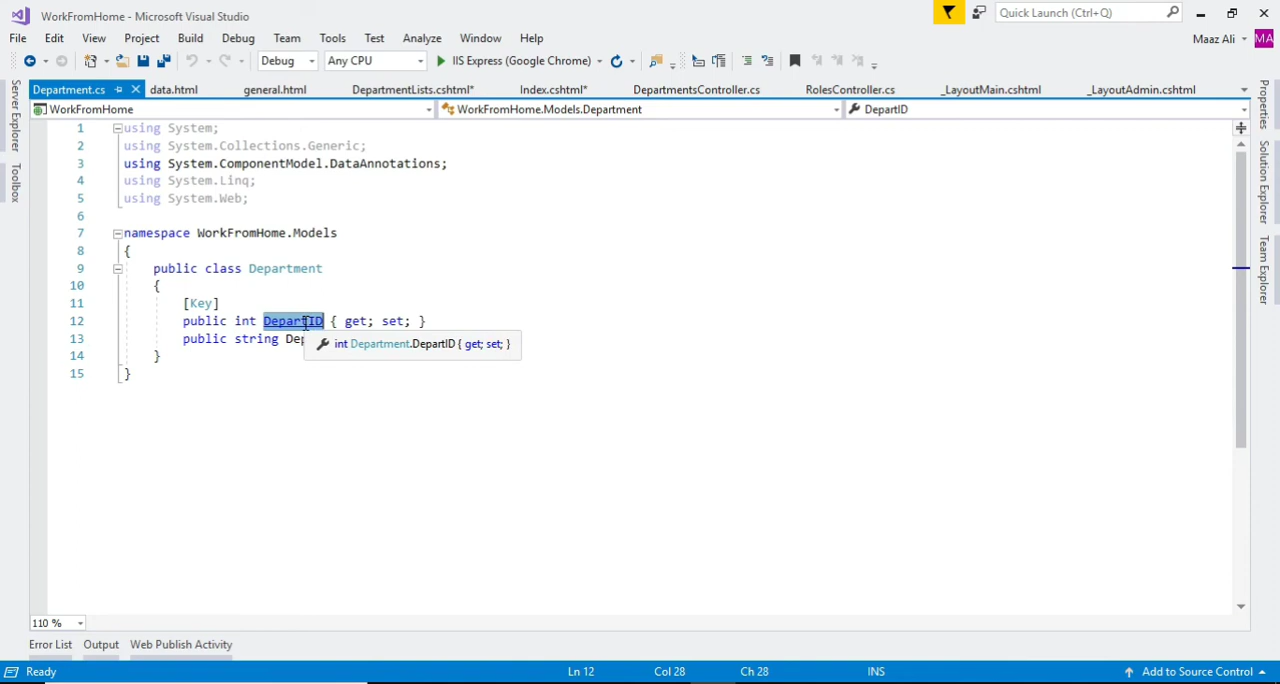 WorkFromHome - Microsoft Visual Studio
Quick Launch (Ctrl+Q)
File Edit View Project Build Debug Team Tools Test Analyze Window Help
Maaz Ali MA
Debug Any CPU IIS Express (Google Chrome)
Department.cs data.html general.html DepartmentLists.cshtml* Index.cshtml* DepartmentsController.cs RolesController.cs _LayoutMain.cshtml _LayoutAdmin.cshtml
WorkFromHome WorkFromHome.Models.Department DepartID
Server Explorer
Toolbox
1 using System;
2 using System.Collections.Generic;
3 using System.ComponentModel.DataAnnotations;
4 using System.Linq;
5 using System.Web;
6
7 namespace WorkFromHome.Models
8 {
9 public class Department
10 {
11 [Key]
12 public int DepartID { get; set; }
13 public string Dep
int Department.DepartID { get; set; }
14 }
15 }
Properties
Solution Explorer
Team Explorer
110 %
Error List Output Web Publish Activity
Ready Ln 12 Col 28 Ch 28 INS Add to Source Control